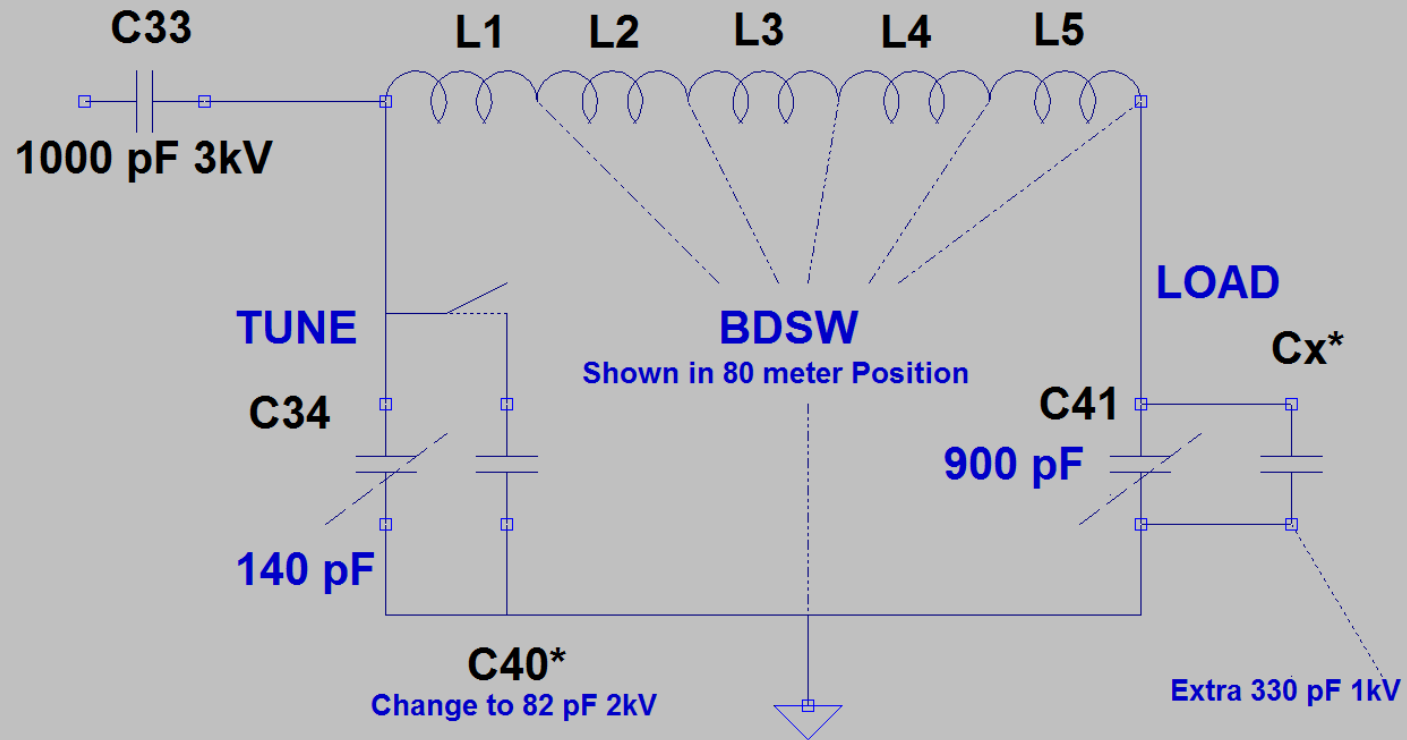 C33
L1
L2
L3
L4
L5
1000 pF 3kV
TUNE
BDSW
Shown in 80 meter Position
LOAD
Cx*
C34
C41
900 pF
140 pF
C40*
Change to 82 pF 2kV
Extra 330 pF 1kV